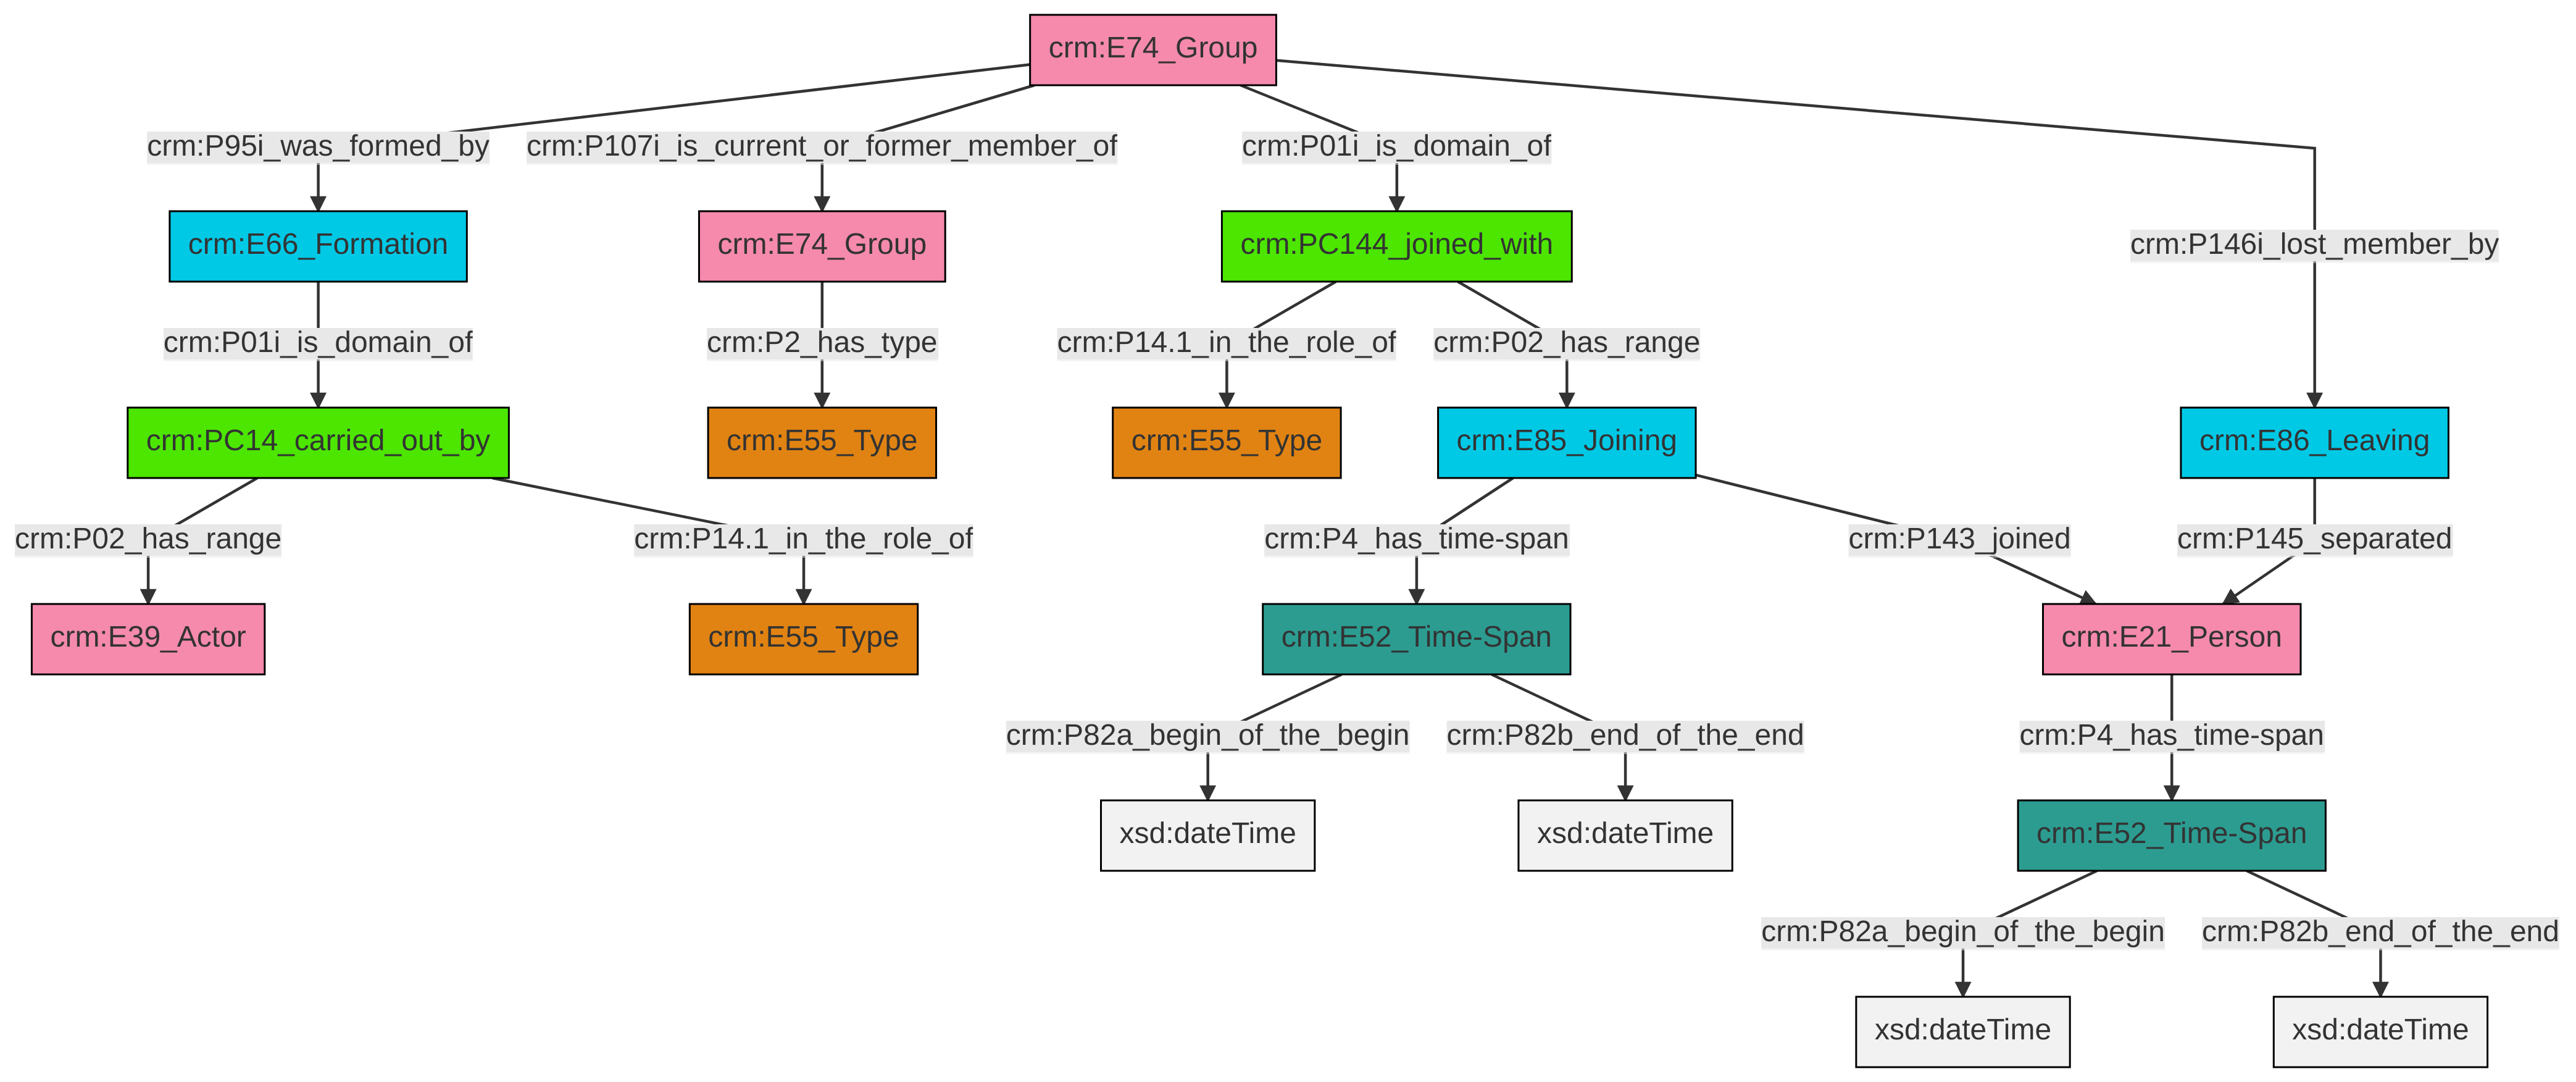 crm:E74_Group
crm:P95i_was_formed_by
crm:P107i_is_current_or_former_member_of
crm:P01i_is_domain_of
crm:E66_Formation
crm:E74_Group
crm:PC144_joined_with
crm:P146i_lost_member_by
crm:P01i_is_domain_of
crm:P2_has_type
crm:P14.1_in_the_role_of
crm:P02_has_range
crm:PC14_carried_out_by
crm:E55_Type
crm:E55_Type
crm:E85_Joining
crm:E86_Leaving
crm:P02_has_range
crm:P14.1_in_the_role_of
crm:P4_has_time-span
crm:P143_joined
crm:P145_separated
crm:E39_Actor
crm:E55_Type
crm:E52_Time-Span
crm:E21_Person
crm:P82a_begin_of_the_begin
crm:P82b_end_of_the_end
crm:P4_has_time-span
xsd:dateTime
xsd:dateTime
crm:E52_Time-Span
crm:P82a_begin_of_the_begin
crm:P82b_end_of_the_end
xsd:dateTime
xsd:dateTime